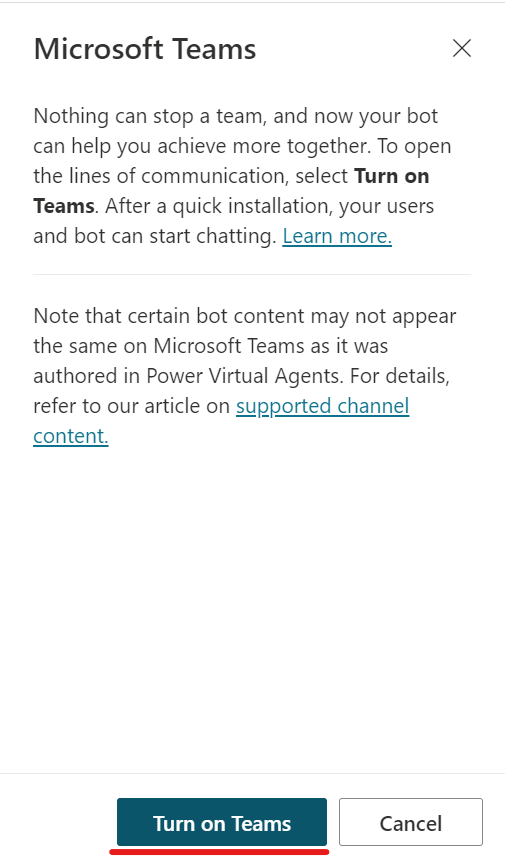 Microsoft Teams
Nothing can stop a team, and now your bot
can help you achieve more together. To open
the lines of communication, select Turn on
Teams. After a quick installation, your users
and bot can start chatting. Learn more.
Note that certain bot content may not appear
the same on Microsoft Teams as it was
authored in Power Virtual Agents. For details,
refer to our article on supported channel
content.
Turn on Teams
Cancel